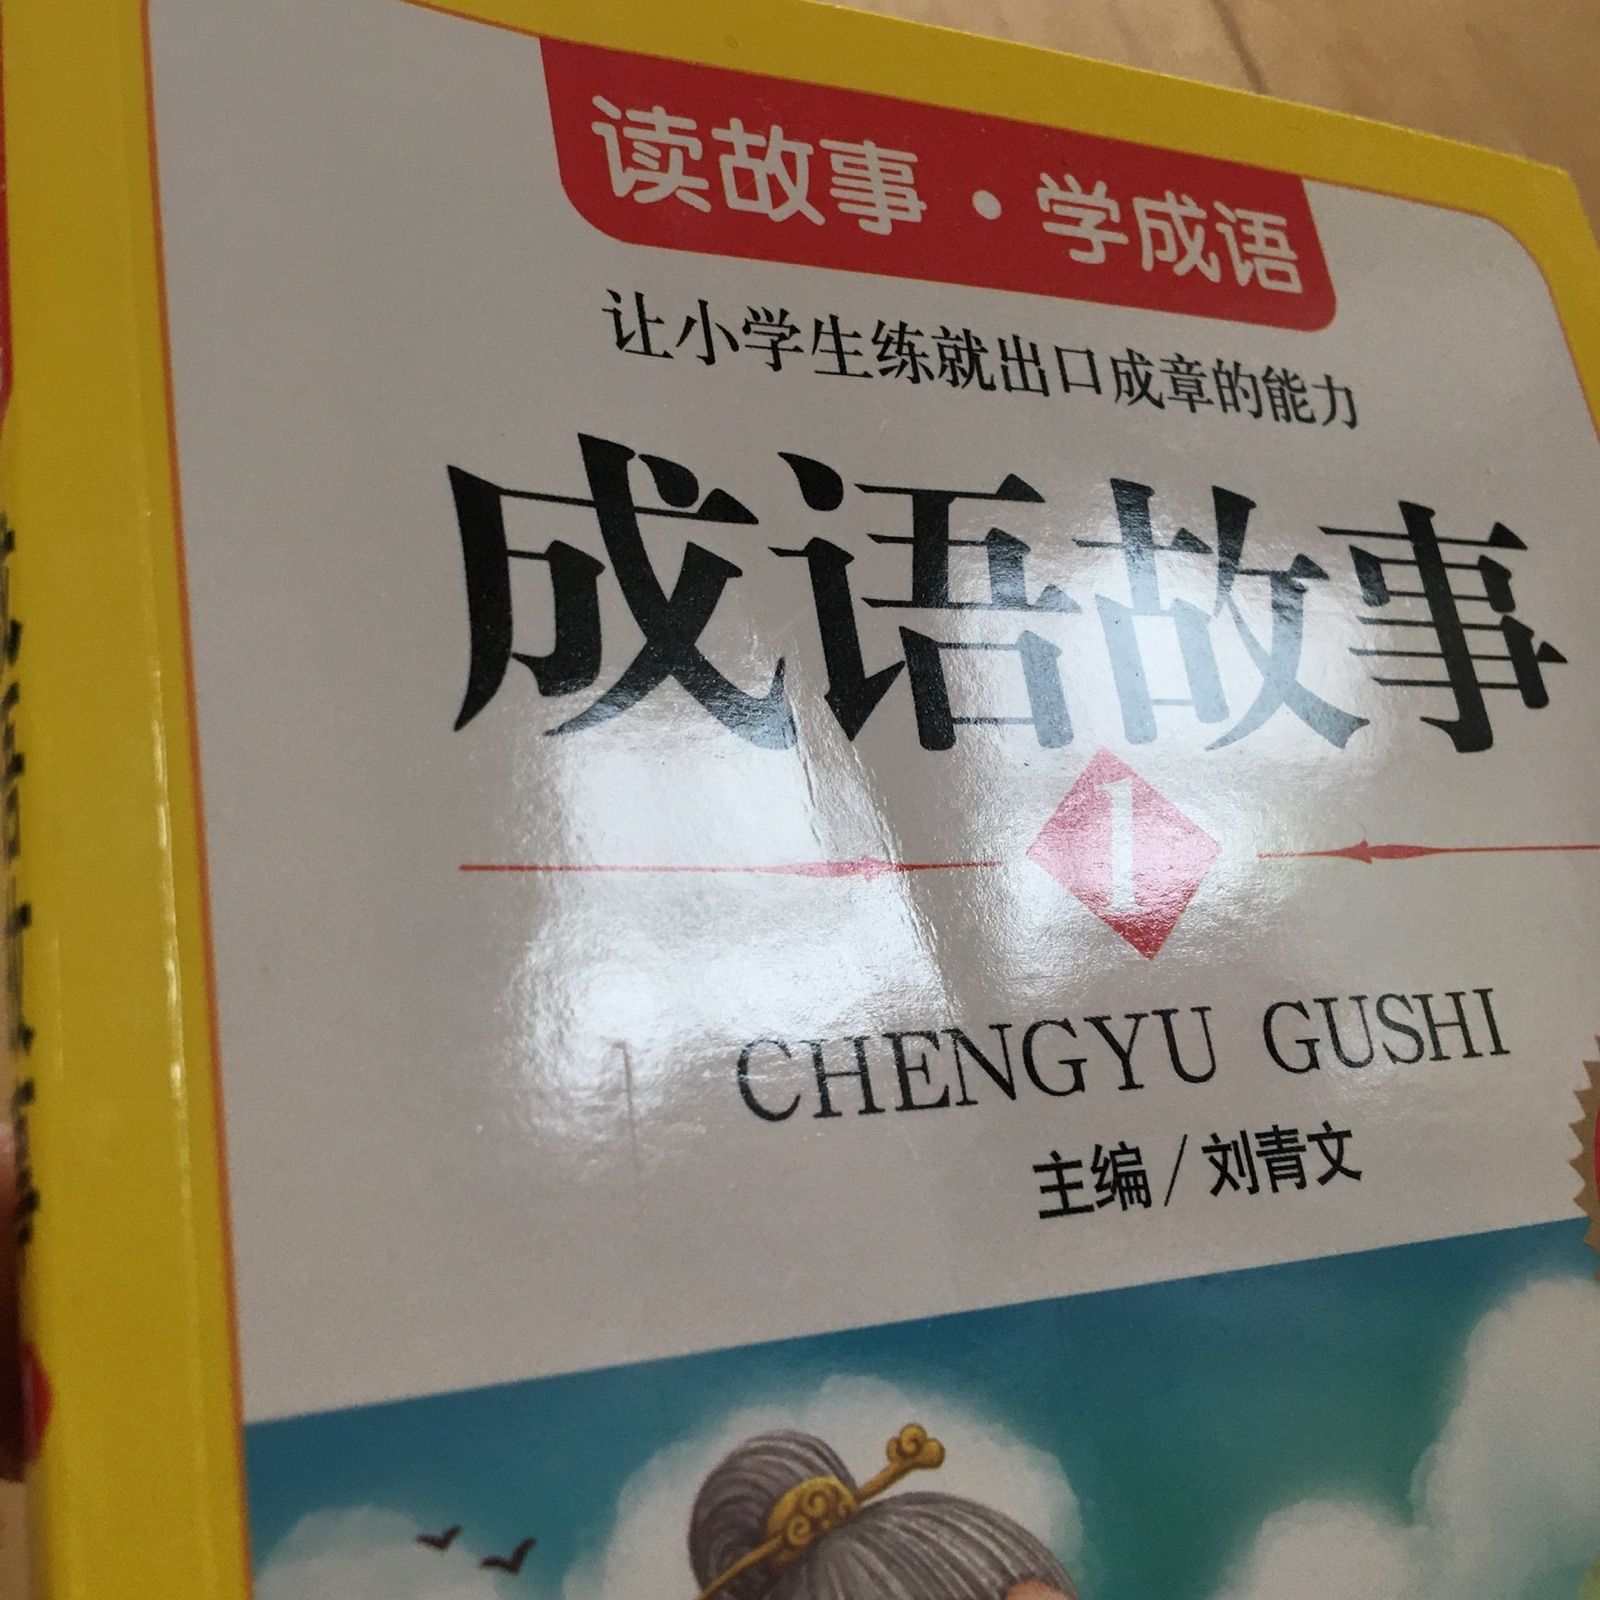 读故事·学成语
让小学生练就出口成章的能力
成语故事
1
CHENGYU GUSHI
主编/刘青文